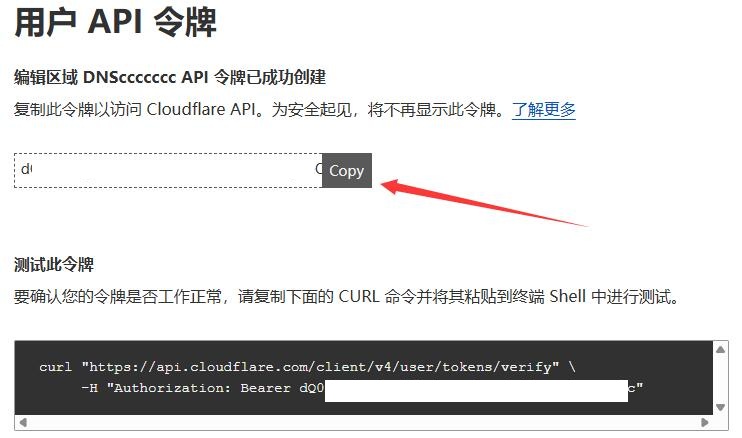 用户 API 令牌
编辑区域 DNSccccccc API 令牌已成功创建
复制此令牌以访问 Cloudflare API。为安全起见，将不再显示此令牌。了解更多
Copy
测试此令牌
要确认您的令牌是否工作正常，请复制下面的 CURL 命令并将其粘贴到终端 Shell 中进行测试。
curl "https://api.cloudflare.com/client/v4/user/tokens/verify" \
-H "Authorization: Bearer dQ0 c"